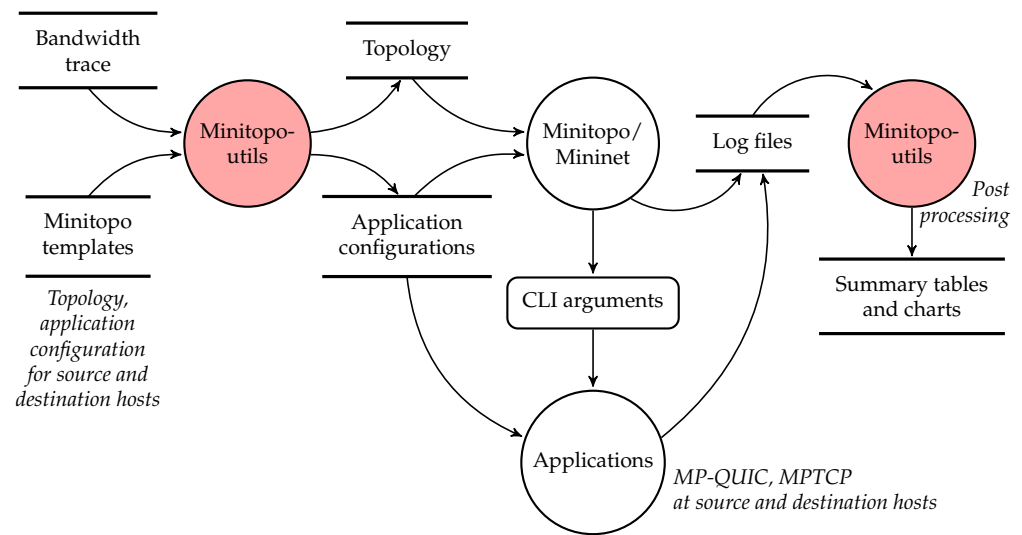 Bandwidth
trace
Minitopo
templates
Topology,
application
configuration
for source and
destination hosts
Minitopo-
utils
Topology
Application
configurations
Minitopo/
Mininet
CLI arguments
Applications
MP-QUIC, MPTCP
at source and destination hosts
Log files
Minitopo-
utils
Post
processing
Summary tables
and charts